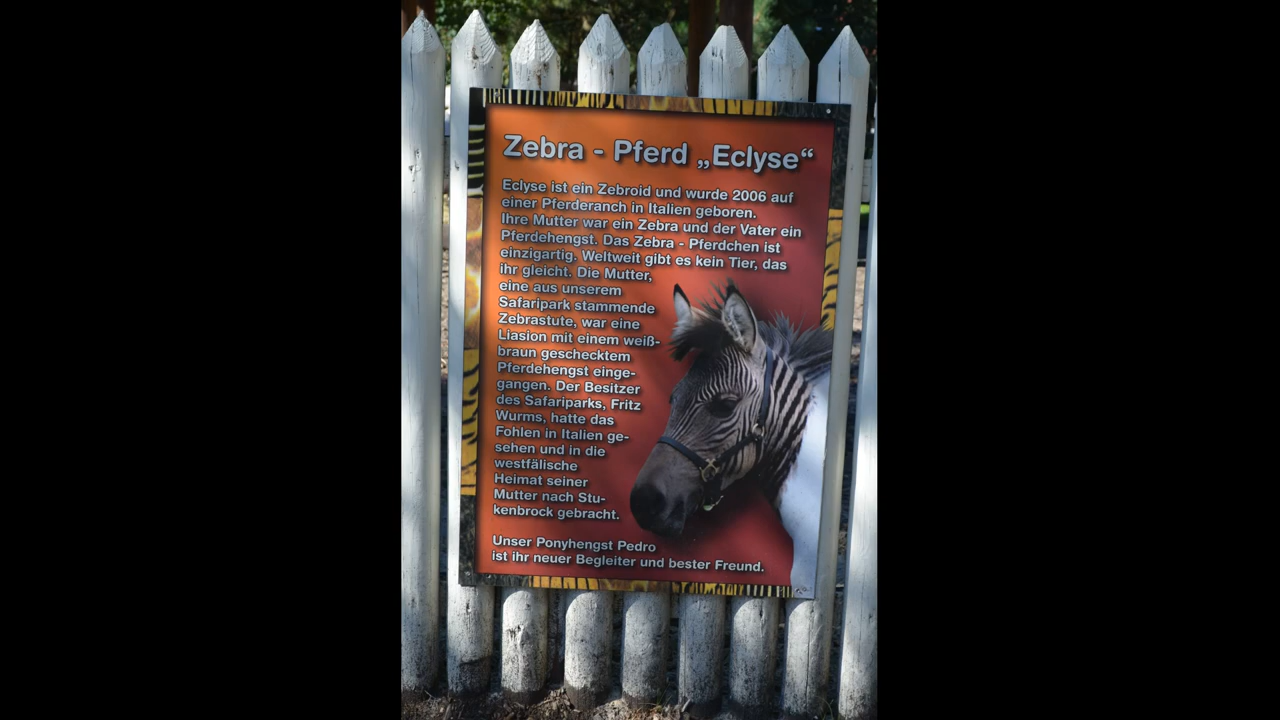 Zebra - Pferd „Eclyse“
Eclyse ist ein Zebroid und wurde 2006 auf
einer Pferderanch in Italien geboren.
Ihre Mutter war ein Zebra und der Vater ein
Pferdehengst. Das Zebra - Pferdchen ist
einzigartig. Weltweit gibt es kein Tier, das
ihr gleicht. Die Mutter,
eine aus unserem
Safaripark stammende
Zebrastute, war eine
Liasion mit einem weiß-
braun geschecktem
Pferdehengst einge-
gangen. Der Besitzer
des Safariparks, Fritz
Wurms, hatte das
Fohlen in Italien ge-
sehen und in die
westfälische
Heimat seiner
Mutter nach Stu-
kenbrock gebracht.
Unser Ponyhengst Pedro
ist ihr neuer Begleiter und bester Freund.